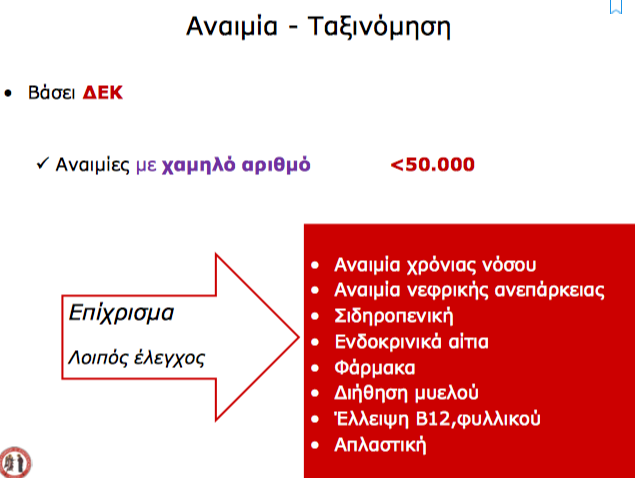 Αναιμία - Ταξινόμηση
• Βάσει ΔΕΚ
✓ Αναιμίες με χαμηλό αριθμό <50.000
Επίχρισμα
Λοιπός έλεγχος
• Αναιμία χρόνιας νόσου
• Αναιμία νεφρικής ανεπάρκειας
• Σιδηροπενική
• Ενδοκρινικά αίτια
• Φάρμακα
• Διήθηση μυελού
• Έλλειψη Β12,φυλλικού
• Απλαστική